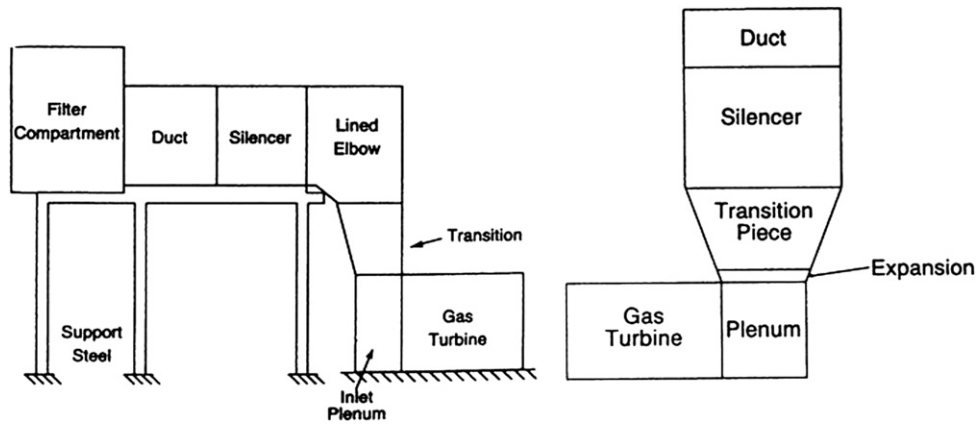 Filter
Compartment
Duct
Silencer
Lined
Elbow
Transition
Gas
Turbine
Support
Steel
Inlet
Plenum
Duct
Silencer
Transition
Piece
Expansion
Gas
Turbine
Plenum